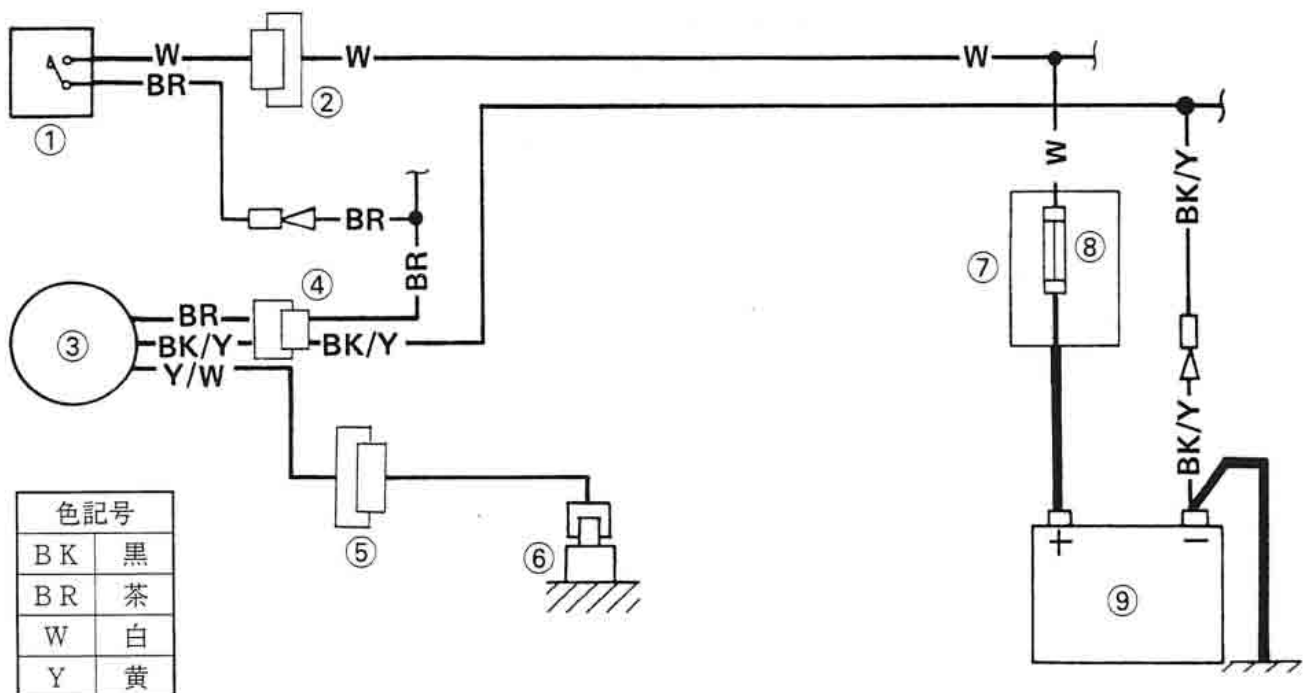 W W W
BR
①
②
BR
BR
W
BK/Y
④
⑦ ⑧
BR
③
BK/Y BK/Y
Y/W
BK/Y
色記号
BK 黒
BR 茶
W 白
Y 黄
⑤
⑥
+ −
⑨